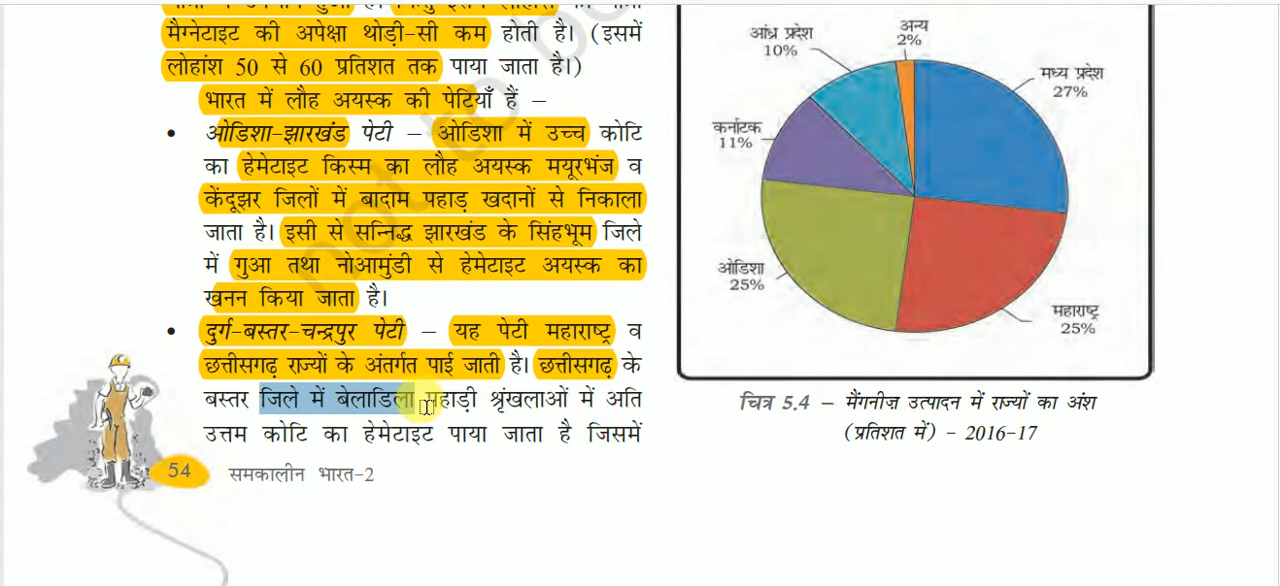 मैग्नेटाइट की अपेक्षा थोड़ी-सी कम होती है। (इसमें
लोहांश 50 से 60 प्रतिशत तक पाया जाता है।)
भारत में लौह अयस्क की पेटियाँ हैं –
• ओडिशा-झारखंड पेटी – ओडिशा में उच्च कोटि
का हेमेटाइट किस्म का लौह अयस्क मयूरभंज व
केंदूझर जिलों में बादाम पहाड़ खदानों से निकाला
जाता है। इसी से सन्निद्ध झारखंड के सिंहभूम जिले
में गुआ तथा नोआमुंडी से हेमेटाइट अयस्क का
खनन किया जाता है।
• दुर्ग-बस्तर-चन्द्रपुर पेटी – यह पेटी महाराष्ट्र व
छत्तीसगढ़ राज्यों के अंतर्गत पाई जाती है। छत्तीसगढ़ के
बस्तर जिले में बेलाडिला पहाड़ी श्रृंखलाओं में अति
उत्तम कोटि का हेमेटाइट पाया जाता है जिसमें
54 समकालीन भारत-2
अन्य
2%
आंध्र प्रदेश
10%
मध्य प्रदेश
27%
कर्नाटक
11%
ओडिशा
25%
महाराष्ट्र
25%
चित्र 5.4 – मैंगनीज़ उत्पादन में राज्यों का अंश
(प्रतिशत में) – 2016-17